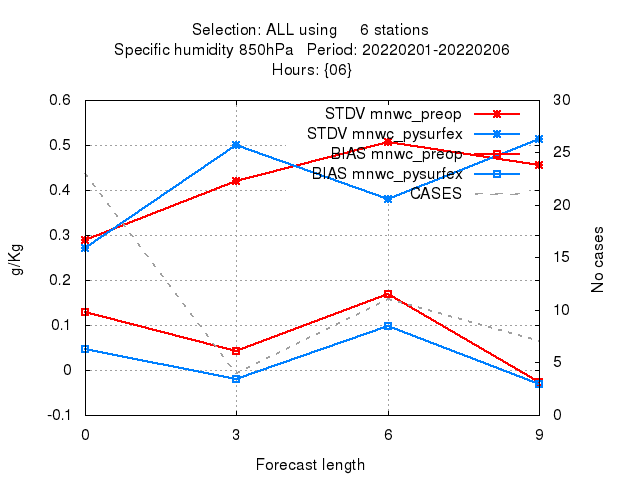 Selection: ALL using 6 stations
Specific humidity 850hPa Period: 20220201-20220206
Hours: {06}
0.6
0.5
0.4
0.3
0.2
0.1
0
-0.1
g/Kg
STDV mnwc_preop
STDV mnwc_pysurfex
BIAS mnwc_preop
BIAS mnwc_pysurfex
CASES
30
25
20
15
10
5
0
No cases
0 3 6 9
Forecast length